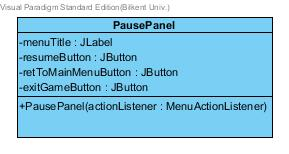 Visual Paradigm Standard Edition(Bilkent Univ.)
PausePanel
-menuTitle : JLabel
-resumeButton : JButton
-retToMainMenuButton : JButton
-exitGameButton : JButton
+PausePanel(actionListener : MenuActionListener)